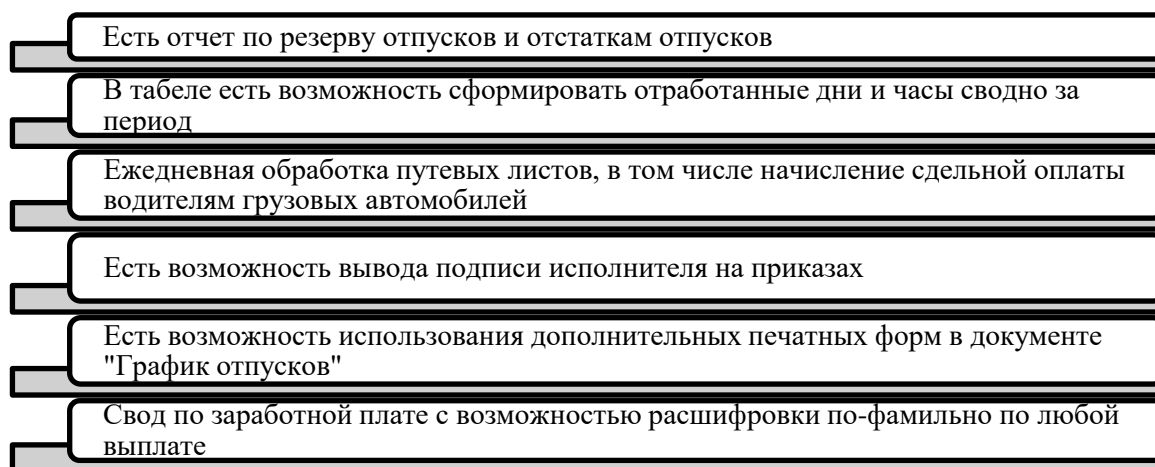 Есть отчет по резерву отпусков и отстаткам отпусков
В табеле есть возможность сформировать отработанные дни и часы сводно за
период
Ежедневная обработка путевых листов, в том числе начисление сдельной оплаты
водителям грузовых автомобилей
Есть возможность вывода подписи исполнителя на приказах
Есть возможность использования дополнительных печатных форм в документе
"График отпусков"
Свод по заработной плате с возможностью расшифровки по-фамильно по любой
выплате